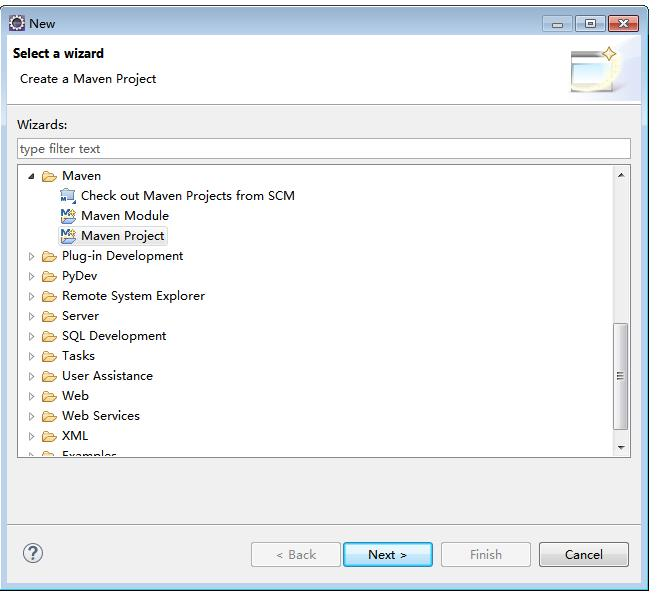 New
Select a wizard
Create a Maven Project
Wizards:
type filter text
Maven
Check out Maven Projects from SCM
Maven Module
Maven Project
Plug-in Development
PyDev
Remote System Explorer
Server
SQL Development
Tasks
User Assistance
Web
Web Services
XML
Examples
< Back
Next >
Finish
Cancel